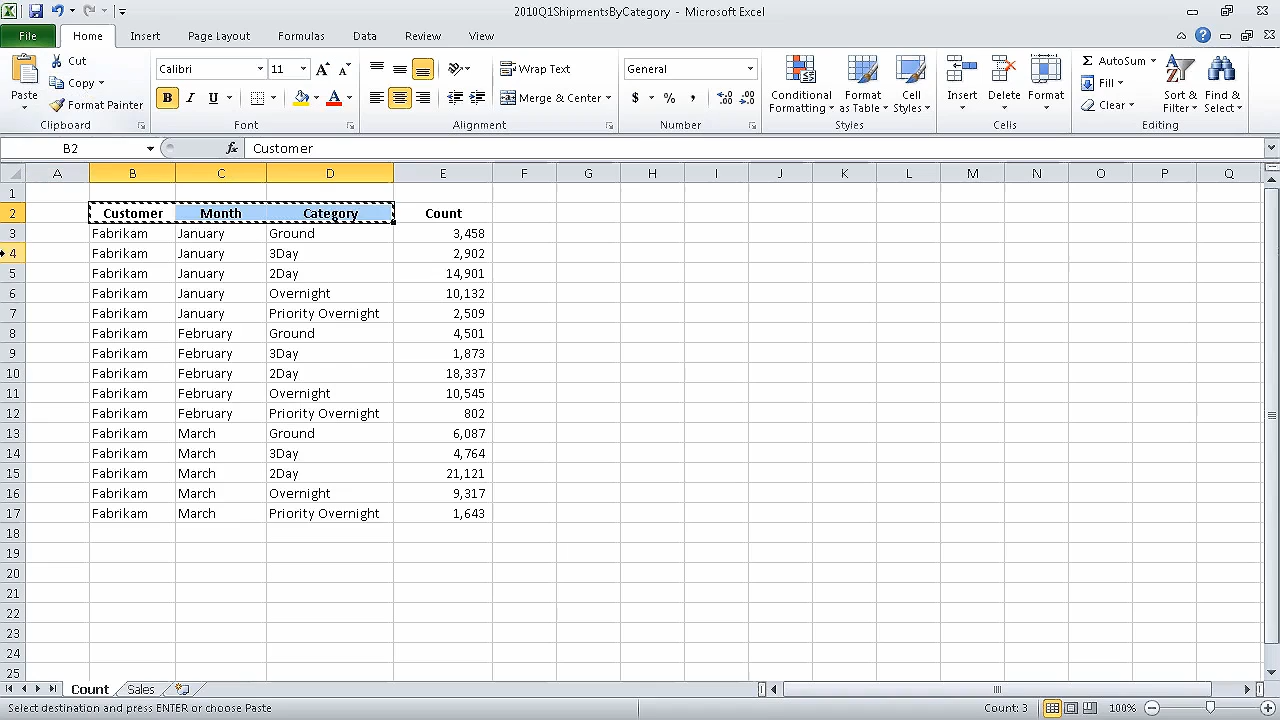 2010Q1ShipmentsByCategory - Microsoft Excel
File Home Insert Page Layout Formulas Data Review View
Paste
Cut
Copy
Format Painter
Clipboard
Calibri 11
B I U
Font
Wrap Text
Merge & Center
Alignment
General
$ % ,
Number
Conditional Formatting
Format as Table
Cell Styles
Styles
Insert Delete Format
Cells
Σ AutoSum
Fill
Clear
Sort & Filter
Find & Select
Editing
B2 fx Customer
A B C D E F G H I J K L M N O P Q
1
2 Customer Month Category Count
3 Fabrikam January Ground 3,458
4 Fabrikam January 3Day 2,902
5 Fabrikam January 2Day 14,901
6 Fabrikam January Overnight 10,132
7 Fabrikam January Priority Overnight 2,509
8 Fabrikam February Ground 4,501
9 Fabrikam February 3Day 1,873
10 Fabrikam February 2Day 18,337
11 Fabrikam February Overnight 10,545
12 Fabrikam February Priority Overnight 802
13 Fabrikam March Ground 6,087
14 Fabrikam March 3Day 4,764
15 Fabrikam March 2Day 21,121
16 Fabrikam March Overnight 9,317
17 Fabrikam March Priority Overnight 1,643
18
19
20
21
22
23
24
25
Count Sales
Select destination and press ENTER or choose Paste Count: 3 100%